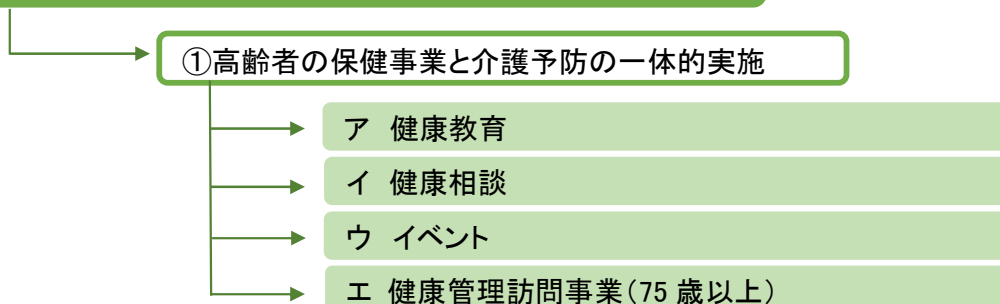 ①高齢者の保健事業と介護予防の一体的実施
ア 健康教育
イ 健康相談
ウ イベント
エ 健康管理訪問事業（75 歳以上）